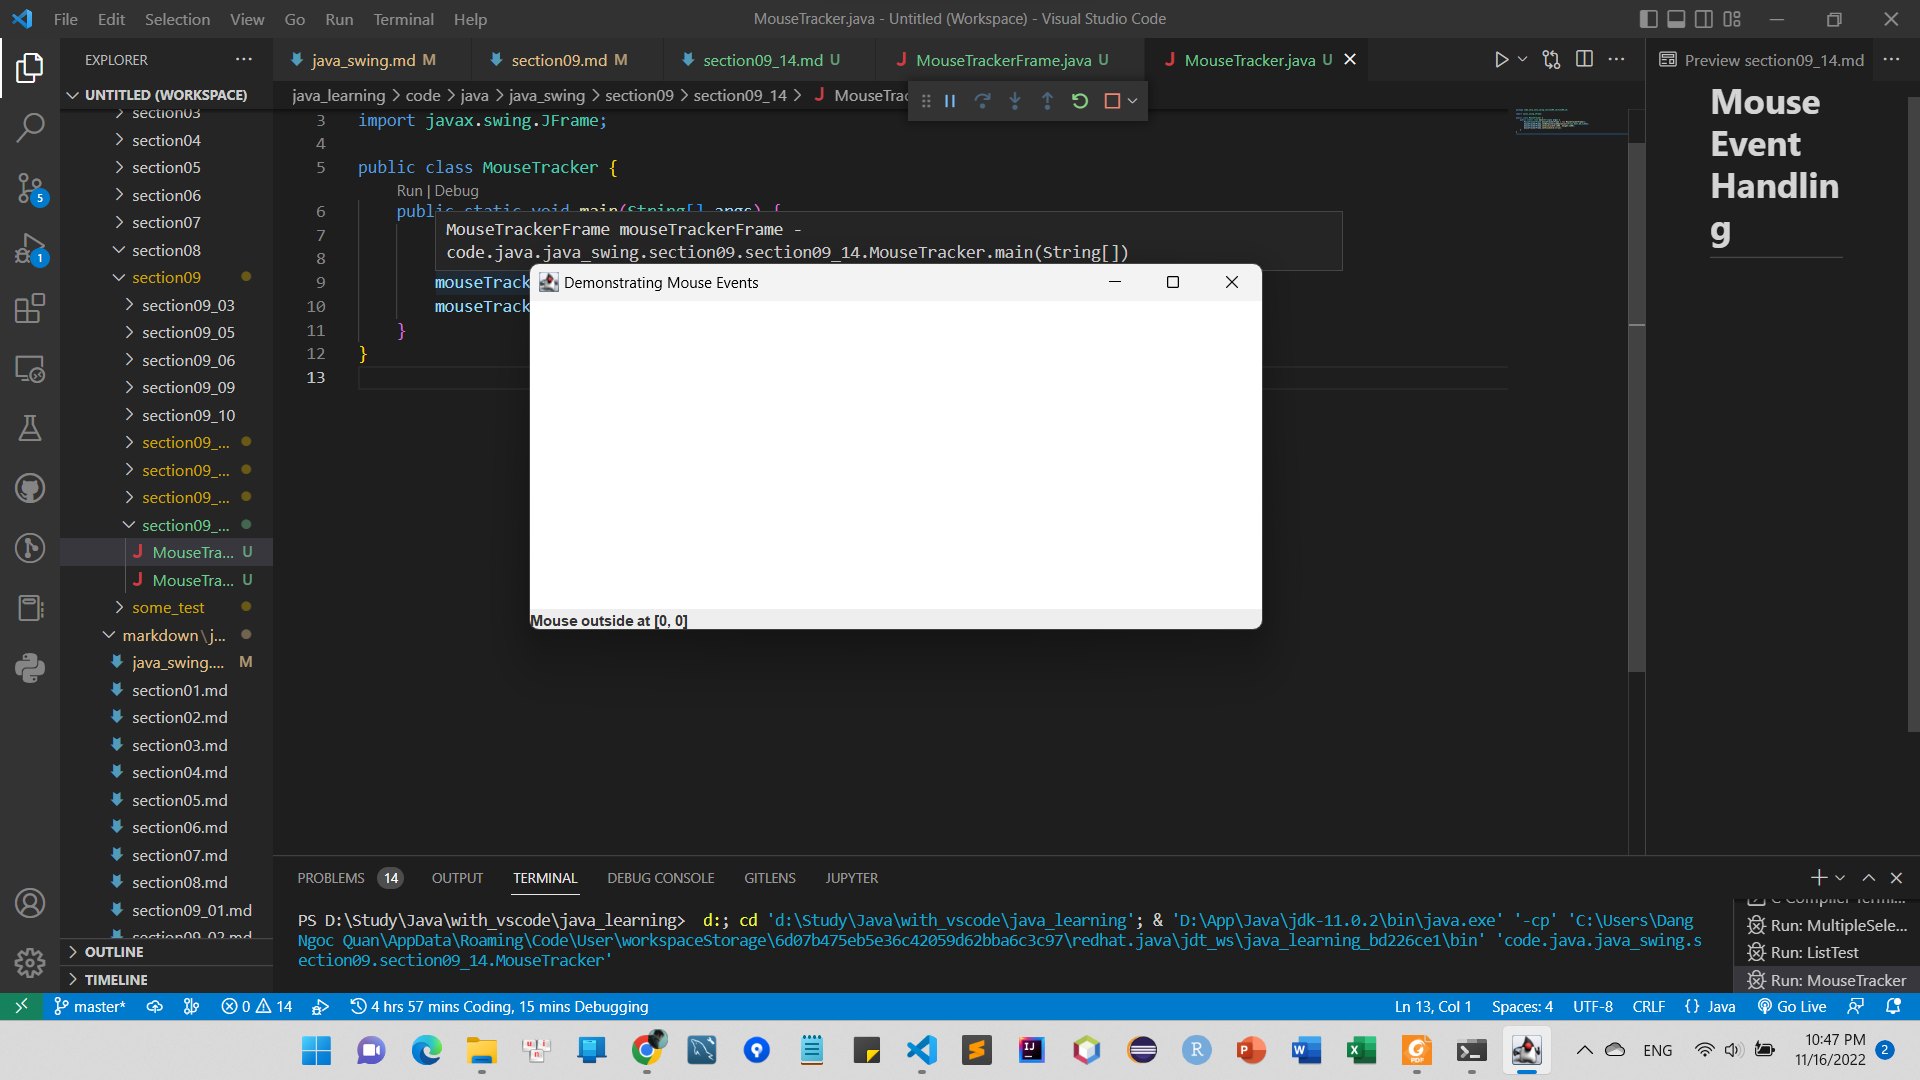 File Edit Selection View Go Run Terminal Help
MouseTracker.java - Untitled (Workspace) - Visual Studio Code
EXPLORER
java_swing.md M
section09.md M
section09_14.md U
MouseTrackerFrame.java U
MouseTracker.java U
Preview section09_14.md
UNTITLED (WORKSPACE)
section03
section04
section05
section06
section07
section08
section09
section09_03
section09_05
section09_06
section09_09
section09_10
section09_...
section09_...
section09_...
section09_...
MouseTra... U
MouseTra... U
some_test
markdown\j...
java_swing.... M
section01.md
section02.md
section03.md
section04.md
section05.md
section06.md
section07.md
section08.md
section09_01.md
section09_02.md
OUTLINE
TIMELINE
5
1
java_learning > code > java > java_swing > section09 > section09_14 > MouseTrac
3 import javax.swing.JFrame;
4
5 public class MouseTracker {
Run | Debug
6 public static void main(String[] args) {
7
8
9 mouseTrack
10 mouseTrack
11 }
12 }
13
MouseTrackerFrame mouseTrackerFrame -
code.java.java_swing.section09.section09_14.MouseTracker.main(String[])
Demonstrating Mouse Events
Mouse outside at [0, 0]
Mouse
Event
Handlin
g
PROBLEMS 14 OUTPUT TERMINAL DEBUG CONSOLE GITLENS JUPYTER
PS D:\Study\Java\with_vscode\java_learning> d:; cd 'd:\Study\Java\with_vscode\java_learning'; & 'D:\App\Java\jdk-11.0.2\bin\java.exe' '-cp' 'C:\Users\Dang
Ngoc Quan\AppData\Roaming\Code\User\workspaceStorage\6d07b475eb5e36c42059d62bba6c3c97\redhat.java\jdt_ws\java_learning_bd226ce1\bin' 'code.java.java_swing.s
ection09.section09_14.MouseTracker'
C Compiler Termi...
Run: MultipleSele...
Run: ListTest
Run: MouseTracker
master*
0 14
4 hrs 57 mins Coding, 15 mins Debugging
Ln 13, Col 1 Spaces: 4 UTF-8 CRLF {} Java Go Live
ENG
10:47 PM
11/16/2022
2